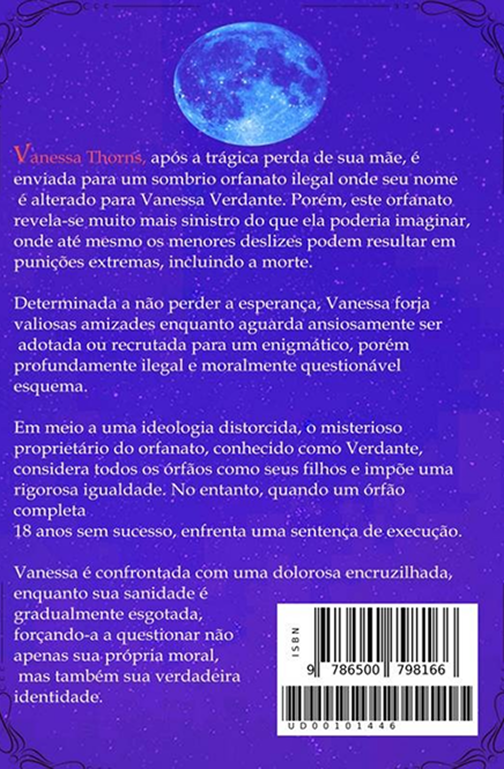 Vanessa Thorns, após a trágica perda de sua mãe, é
enviada para um sombrio orfanato ilegal onde seu nome
é alterado para Vanessa Verdante. Porém, este orfanato
revela-se muito mais sinistro do que ela poderia imaginar,
onde até mesmo os menores deslizes podem resultar em
punições extremas, incluindo a morte.
Determinada a não perder a esperança, Vanessa forja
valiosas amizades enquanto aguarda ansiosamente ser
adotada ou recrutada para um enigmático, porém
profundamente ilegal e moralmente questionável
esquema.
Em meio a uma ideologia distorcida, o misterioso
proprietário do orfanato, conhecido como Verdante,
considera todos os órfãos como seus filhos e impõe uma
rigorosa igualdade. No entanto, quando um órfão
completa
18 anos sem sucesso, enfrenta uma sentença de execução.
Vanessa é confrontada com uma dolorosa encruzilhada,
enquanto sua sanidade é
gradualmente esgotada,
forçando-a a questionar não
apenas sua própria moral,
mas também sua verdadeira
identidade.
ISBN
9 786500 798166
UD00101446